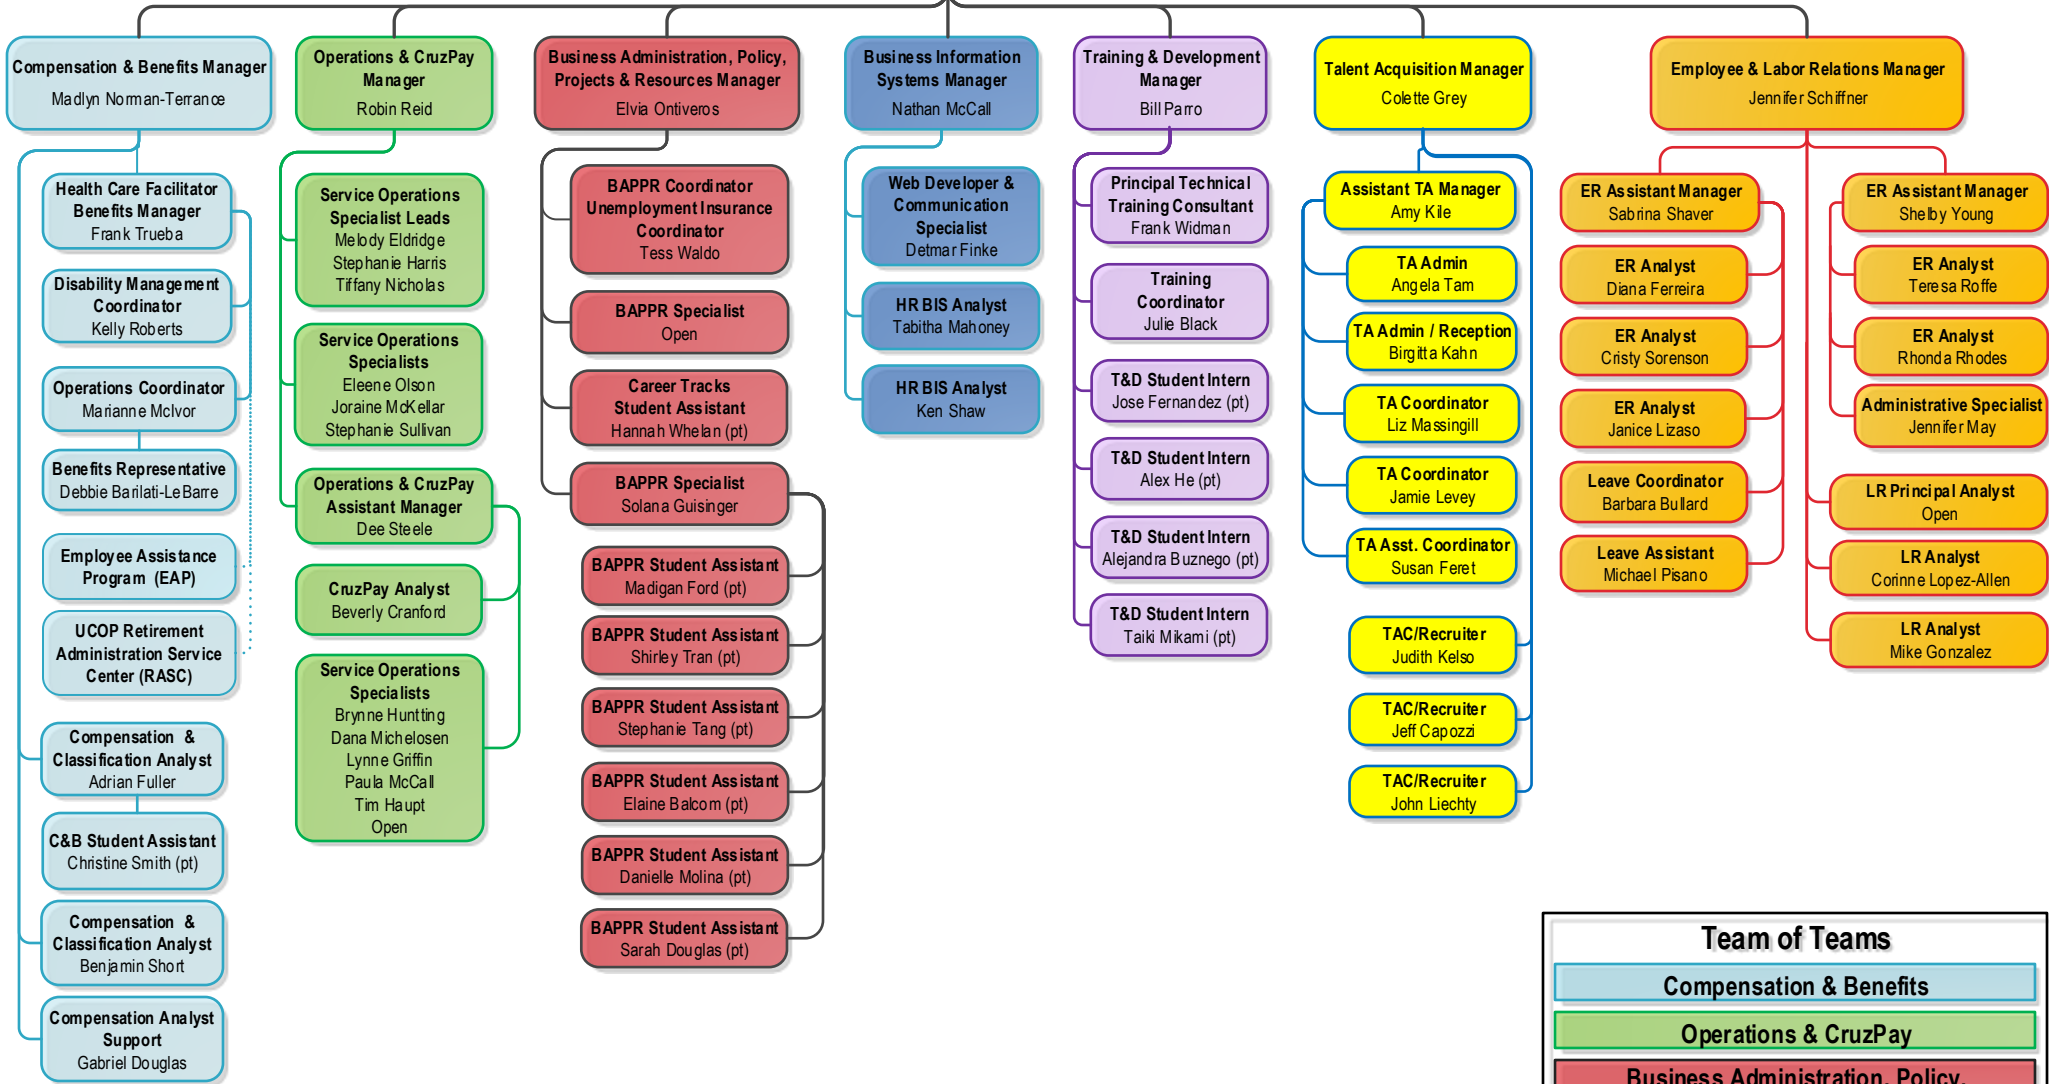 Compensation & Benefits Manager
Madlyn Norman-Terrance
Health Care Facilitator
Benefits Manager
Frank Trueba
Disability Management
Coordinator
Kelly Roberts
Operations Coordinator
Marianne McIvor
Benefits Representative
Debbie Barilati-LeBarre
Employee Assistance
Program (EAP)
UCOP Retirement
Administration Service
Center (RASC)
Compensation &
Classification Analyst
Adrian Fuller
C&B Student Assistant
Christine Smith (pt)
Compensation &
Classification Analyst
Benjamin Short
Compensation Analyst
Support
Gabriel Douglas
Operations & CruzPay
Manager
Robin Reid
Service Operations
Specialist Leads
Melody Eldridge
Stephanie Harris
Tiffany Nicholas
Service Operations
Specialists
Eleene Olson
Joraine McKellar
Stephanie Sullivan
Operations & CruzPay
Assistant Manager
Dee Steele
CruzPay Analyst
Beverly Cranford
Service Operations
Specialists
Brynne Huntting
Dana Michelosen
Lynne Griffin
Paula McCall
Tim Haupt
Open
Business Administration, Policy,
Projects & Resources Manager
Elvia Ontiveros
BAPPR Coordinator
Unemployment Insurance
Coordinator
Tess Waldo
BAPPR Specialist
Open
Career Tracks
Student Assistant
Hannah Whelan (pt)
BAPPR Specialist
Solana Guisinger
BAPPR Student Assistant
Madigan Ford (pt)
BAPPR Student Assistant
Shirley Tran (pt)
BAPPR Student Assistant
Stephanie Tang (pt)
BAPPR Student Assistant
Elaine Balcom (pt)
BAPPR Student Assistant
Danielle Molina (pt)
BAPPR Student Assistant
Sarah Douglas (pt)
Business Information
Systems Manager
Nathan McCall
Web Developer &
Communication
Specialist
Detmar Finke
HR BIS Analyst
Tabitha Mahoney
HR BIS Analyst
Ken Shaw
Training & Development
Manager
Bill Parro
Principal Technical
Training Consultant
Frank Widman
Training
Coordinator
Julie Black
T&D Student Intern
Jose Fernandez (pt)
T&D Student Intern
Alex He (pt)
T&D Student Intern
Alejandra Buznego (pt)
T&D Student Intern
Taiki Mikami (pt)
Talent Acquisition Manager
Colette Grey
Assistant TA Manager
Amy Kile
TA Admin
Angela Tam
TA Admin / Reception
Birgitta Kahn
TA Coordinator
Liz Massingill
TA Coordinator
Jamie Levey
TA Asst. Coordinator
Susan Feret
TAC/Recruiter
Judith Kelso
TAC/Recruiter
Jeff Capozzi
TAC/Recruiter
John Liechty
Employee & Labor Relations Manager
Jennifer Schiffner
ER Assistant Manager
Sabrina Shaver
ER Analyst
Diana Ferreira
ER Analyst
Cristy Sorenson
ER Analyst
Janice Lizaso
Leave Coordinator
Barbara Bullard
Leave Assistant
Michael Pisano
ER Assistant Manager
Shelby Young
ER Analyst
Teresa Roffe
ER Analyst
Rhonda Rhodes
Administrative Specialist
Jennifer May
LR Principal Analyst
Open
LR Analyst
Corinne Lopez-Allen
LR Analyst
Mike Gonzalez
Team of Teams
Compensation & Benefits
Operations & CruzPay
Business Administration, Policy,